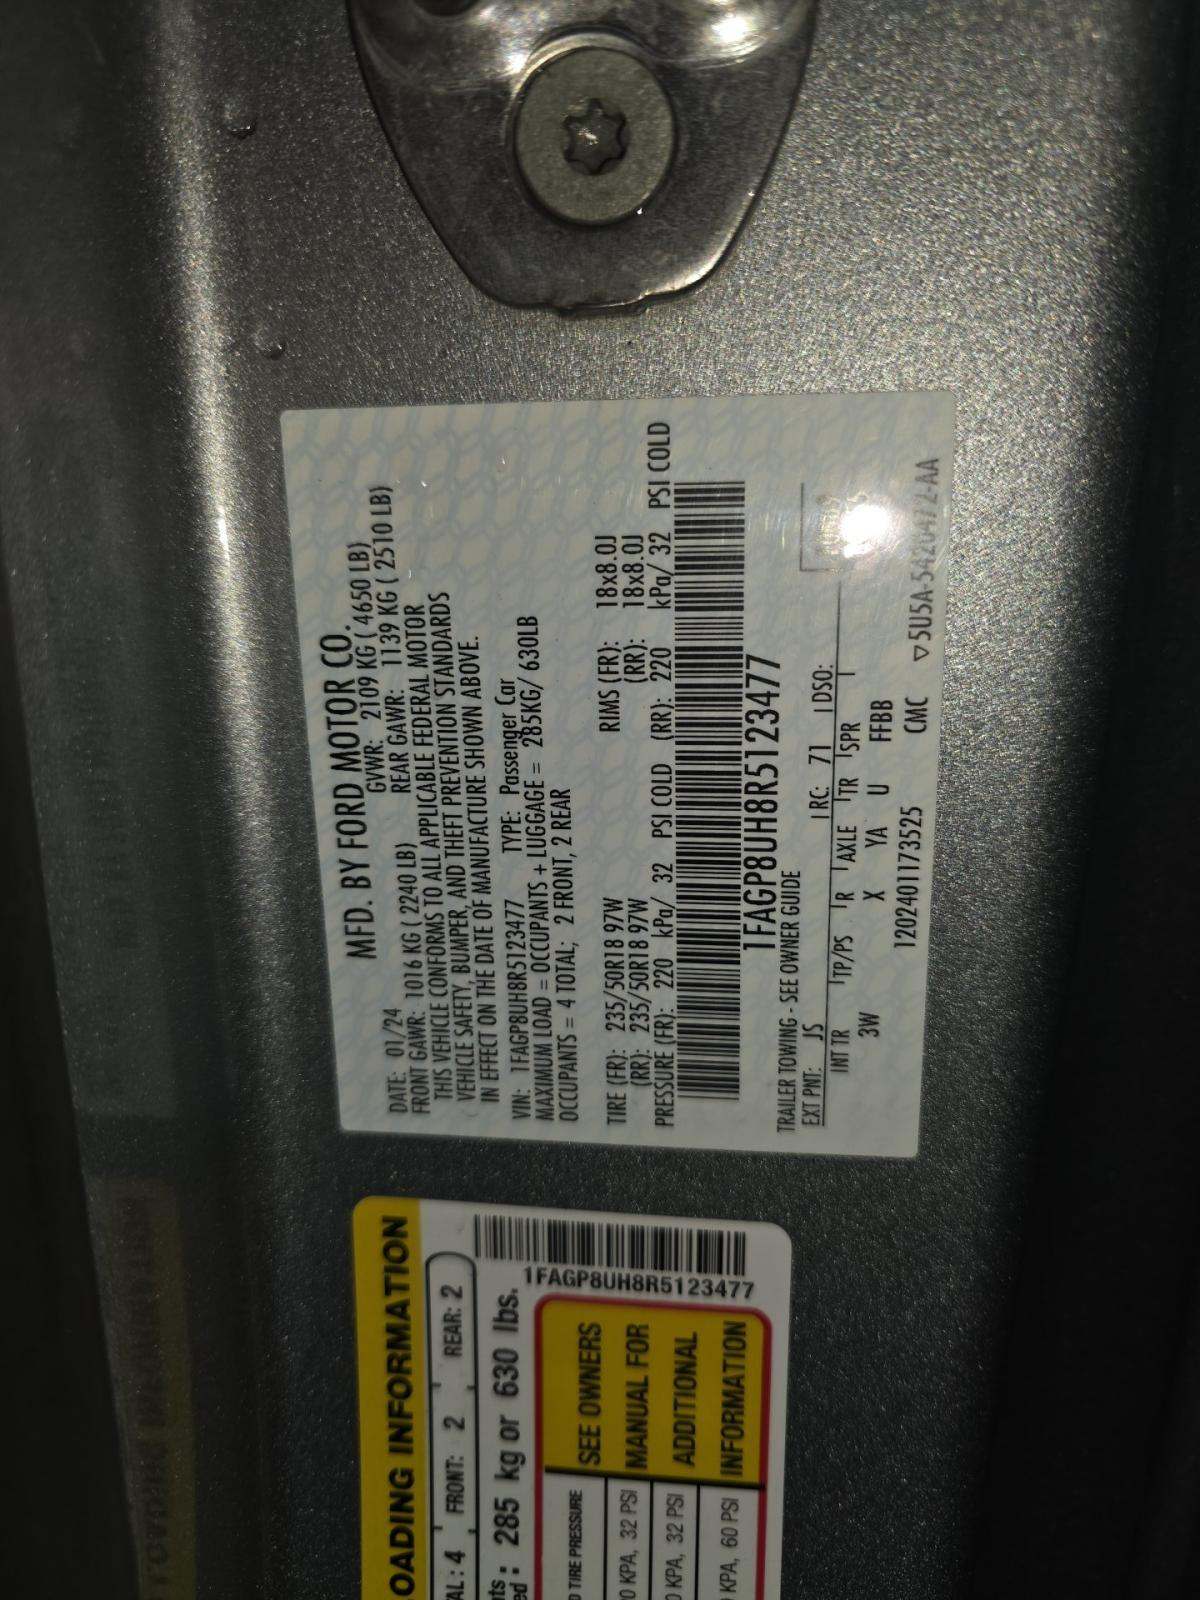 MFD. BY FORD MOTOR CO.
DATE: 01/24 GVWR: 2109 KG ( 4650 LB)
FRONT GAWR: 1016 KG ( 2240 LB) REAR GAWR: 1139 KG ( 2510 LB)
THIS VEHICLE CONFORMS TO ALL APPLICABLE FEDERAL MOTOR
VEHICLE SAFETY, BUMPER, AND THEFT PREVENTION STANDARDS
IN EFFECT ON THE DATE OF MANUFACTURE SHOWN ABOVE.
VIN: 1FAGP8UH8R5123477 TYPE: Passenger Car
MAXIMUM LOAD = OCCUPANTS + LUGGAGE = 285KG/ 630LB
OCCUPANTS = 4 TOTAL; 2 FRONT, 2 REAR
TIRE (FR): 235/50R18 97W RIMS (FR): 18x8.0J
(RR): 235/50R18 97W (RR): 18x8.0J
PRESSURE (FR): 220 kPa/ 32 PSI COLD (RR): 220 kPa/ 32 PSI COLD
1FAGP8UH8R5123477
TRAILER TOWING - SEE OWNER GUIDE
EXT PNT: JS RC: 71 DSO:
INT TR TP/PS R AXLE TR SPR
3W X YA U FFBB
120240117352​5 CMC 5U5A-5420472-AA
OADING INFORMATION
AL: 4 FRONT: 2 REAR: 2
285 kg or 630 lbs.
1FAGP8UH8R5123477
TIRE PRESSURE
KPA, 32 PSI
KPA, 32 PSI
KPA, 60 PSI
SEE OWNERS
MANUAL FOR
ADDITIONAL
INFORMATION